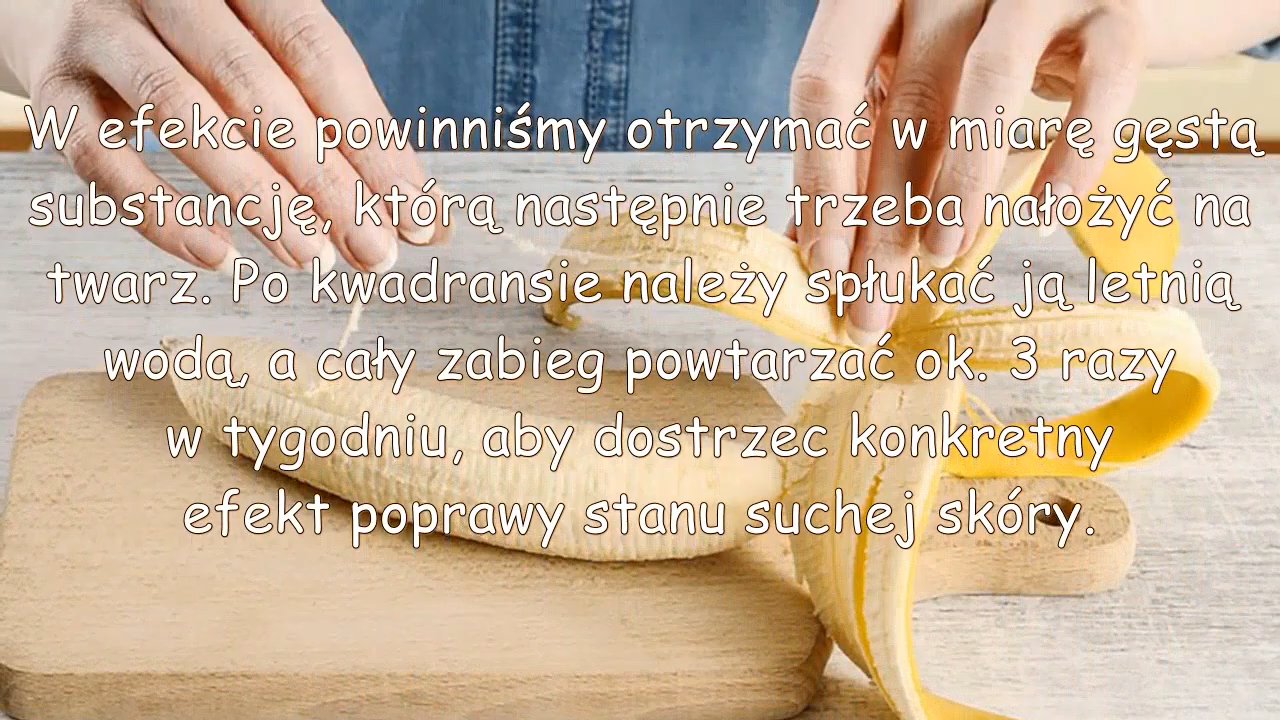 W efekcie powinniśmy otrzymać w miarę gęstą
substancję, którą następnie trzeba nałożyć na
twarz. Po kwadransie należy spłukać ją letnią
wodą, a cały zabieg powtarzać ok. 3 razy
w tygodniu, aby dostrzec konkretny
efekt poprawy stanu suchej skóry.